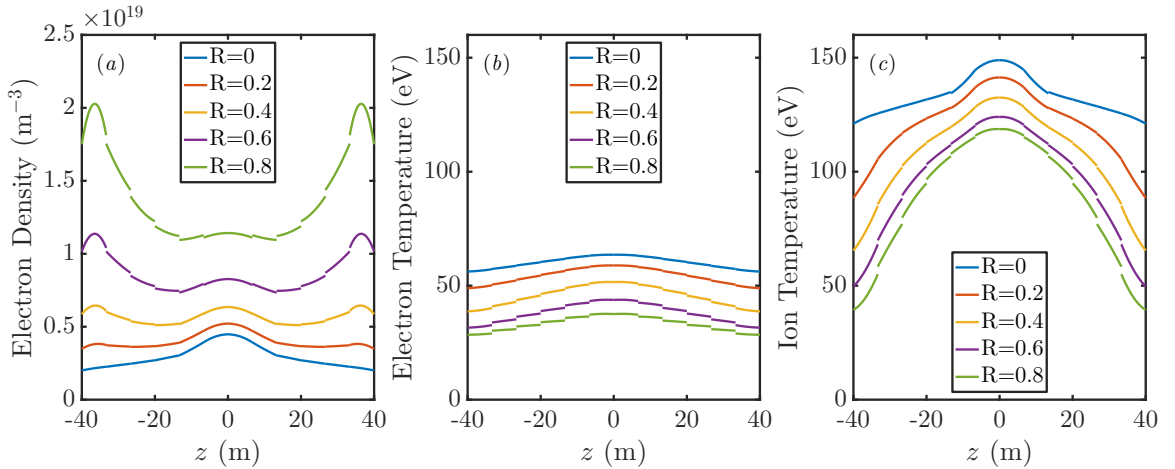 ×10^19
2.5
2
1.5
1
0.5
0
-40
-20
0
20
40
Electron Density (m^−3)
z (m)
(a)
R=0
R=0.2
R=0.4
R=0.6
R=0.8
150
100
50
0
-40
-20
0
20
40
Electron Temperature (eV)
z (m)
(b)
R=0
R=0.2
R=0.4
R=0.6
R=0.8
150
100
50
0
-40
-20
0
20
40
Ion Temperature (eV)
z (m)
(c)
R=0
R=0.2
R=0.4
R=0.6
R=0.8